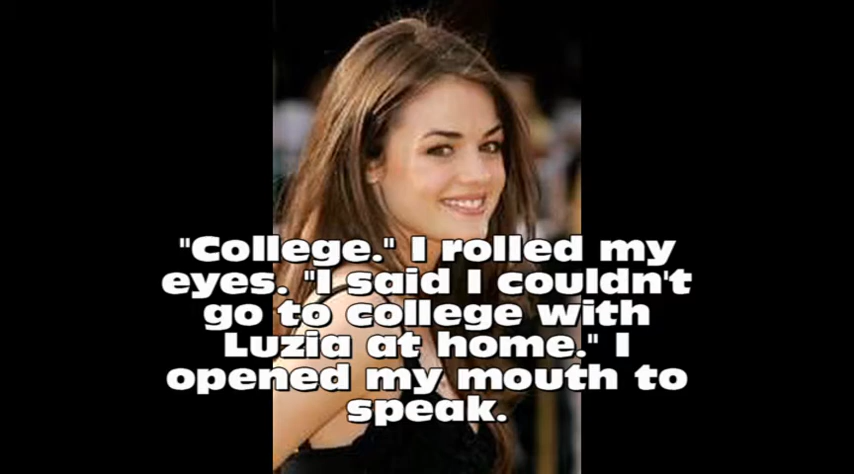 "College." I rolled my
eyes. "I said I couldn't
go to college with
Luzia at home." I
opened my mouth to
speak.